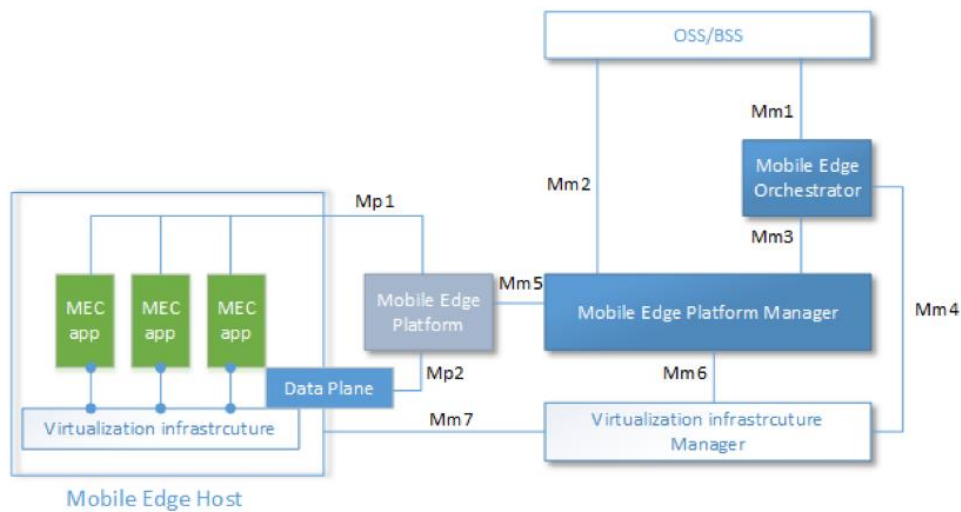 OSS/BSS
Mm1
Mobile Edge
Orchestrator
Mm2
Mp1
Mm3
MEC
app
MEC
app
MEC
app
Mobile Edge
Platform
Mm5
Mobile Edge Platform Manager
Mm4
Mp2
Mm6
Data Plane
Virtualization infrastrcuture
Mm7
Virtualization infrastrcuture
Manager
Mobile Edge Host